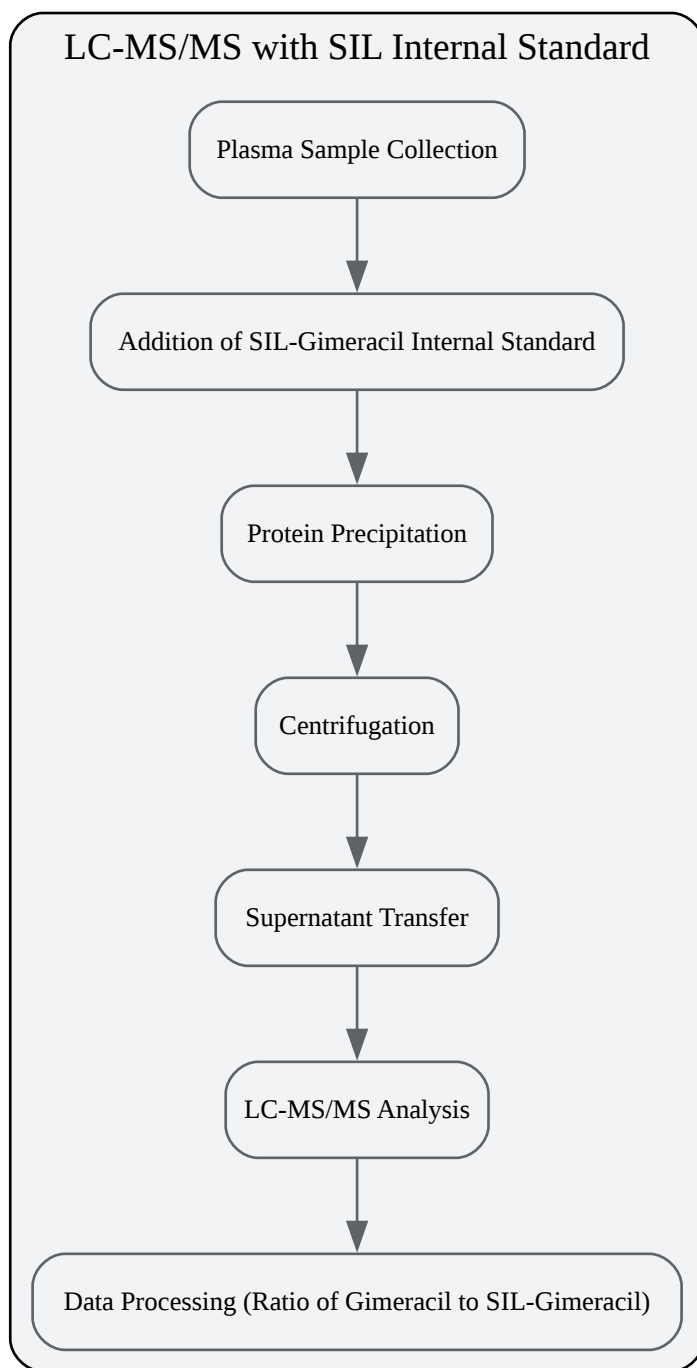 LC-MS/MS with SIL Internal Standard
Plasma Sample Collection
Addition of SIL-Gimeracil Internal Standard
Protein Precipitation
Centrifugation
Supernatant Transfer
LC-MS/MS Analysis
Data Processing (Ratio of Gimeracil to SIL-Gimeracil)